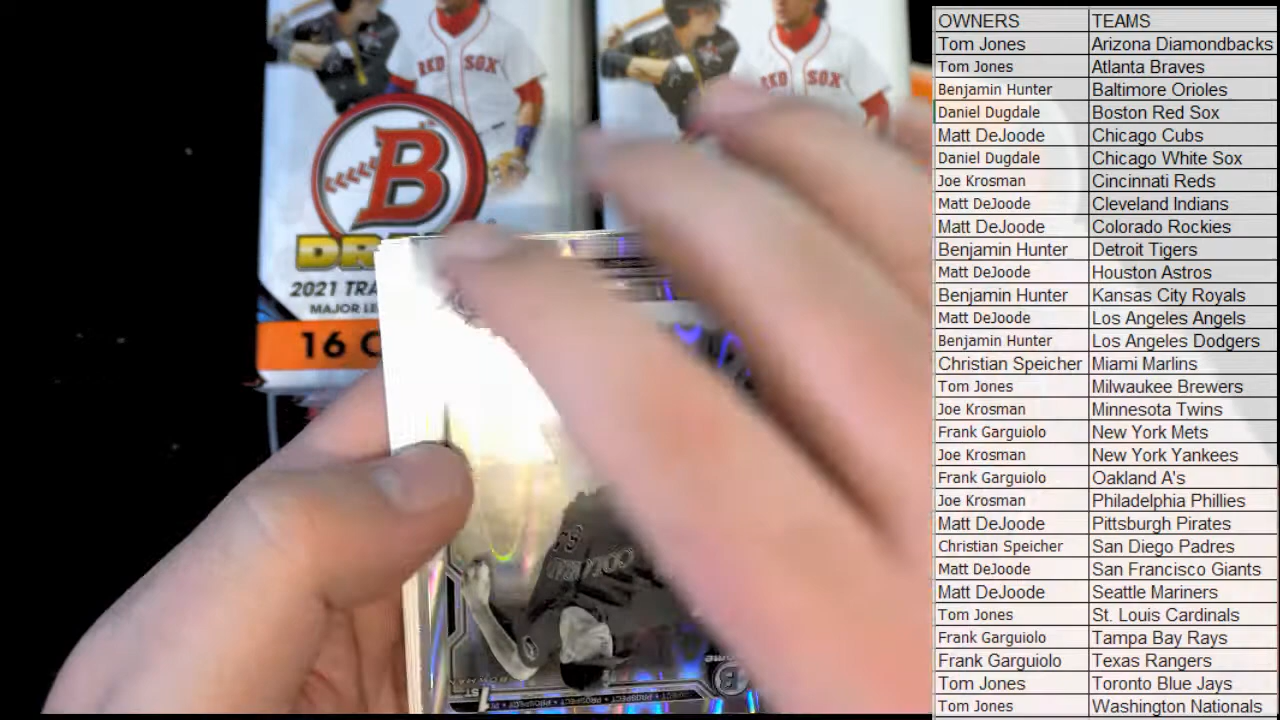 RED SOX
RED SOX
B
2021
16
OWNERS TEAMS
Tom Jones Arizona Diamondbacks
Tom Jones Atlanta Braves
Benjamin Hunter Baltimore Orioles
Daniel Dugdale Boston Red Sox
Matt DeJoode Chicago Cubs
Daniel Dugdale Chicago White Sox
Joe Krosman Cincinnati Reds
Matt DeJoode Cleveland Indians
Matt DeJoode Colorado Rockies
Benjamin Hunter Detroit Tigers
Matt DeJoode Houston Astros
Benjamin Hunter Kansas City Royals
Matt DeJoode Los Angeles Angels
Benjamin Hunter Los Angeles Dodgers
Christian Speicher Miami Marlins
Tom Jones Milwaukee Brewers
Joe Krosman Minnesota Twins
Frank Garguiolo New York Mets
Joe Krosman New York Yankees
Frank Garguiolo Oakland A's
Joe Krosman Philadelphia Phillies
Matt DeJoode Pittsburgh Pirates
Christian Speicher San Diego Padres
Matt DeJoode San Francisco Giants
Matt DeJoode Seattle Mariners
Tom Jones St. Louis Cardinals
Frank Garguiolo Tampa Bay Rays
Frank Garguiolo Texas Rangers
Tom Jones Toronto Blue Jays
Tom Jones Washington Nationals